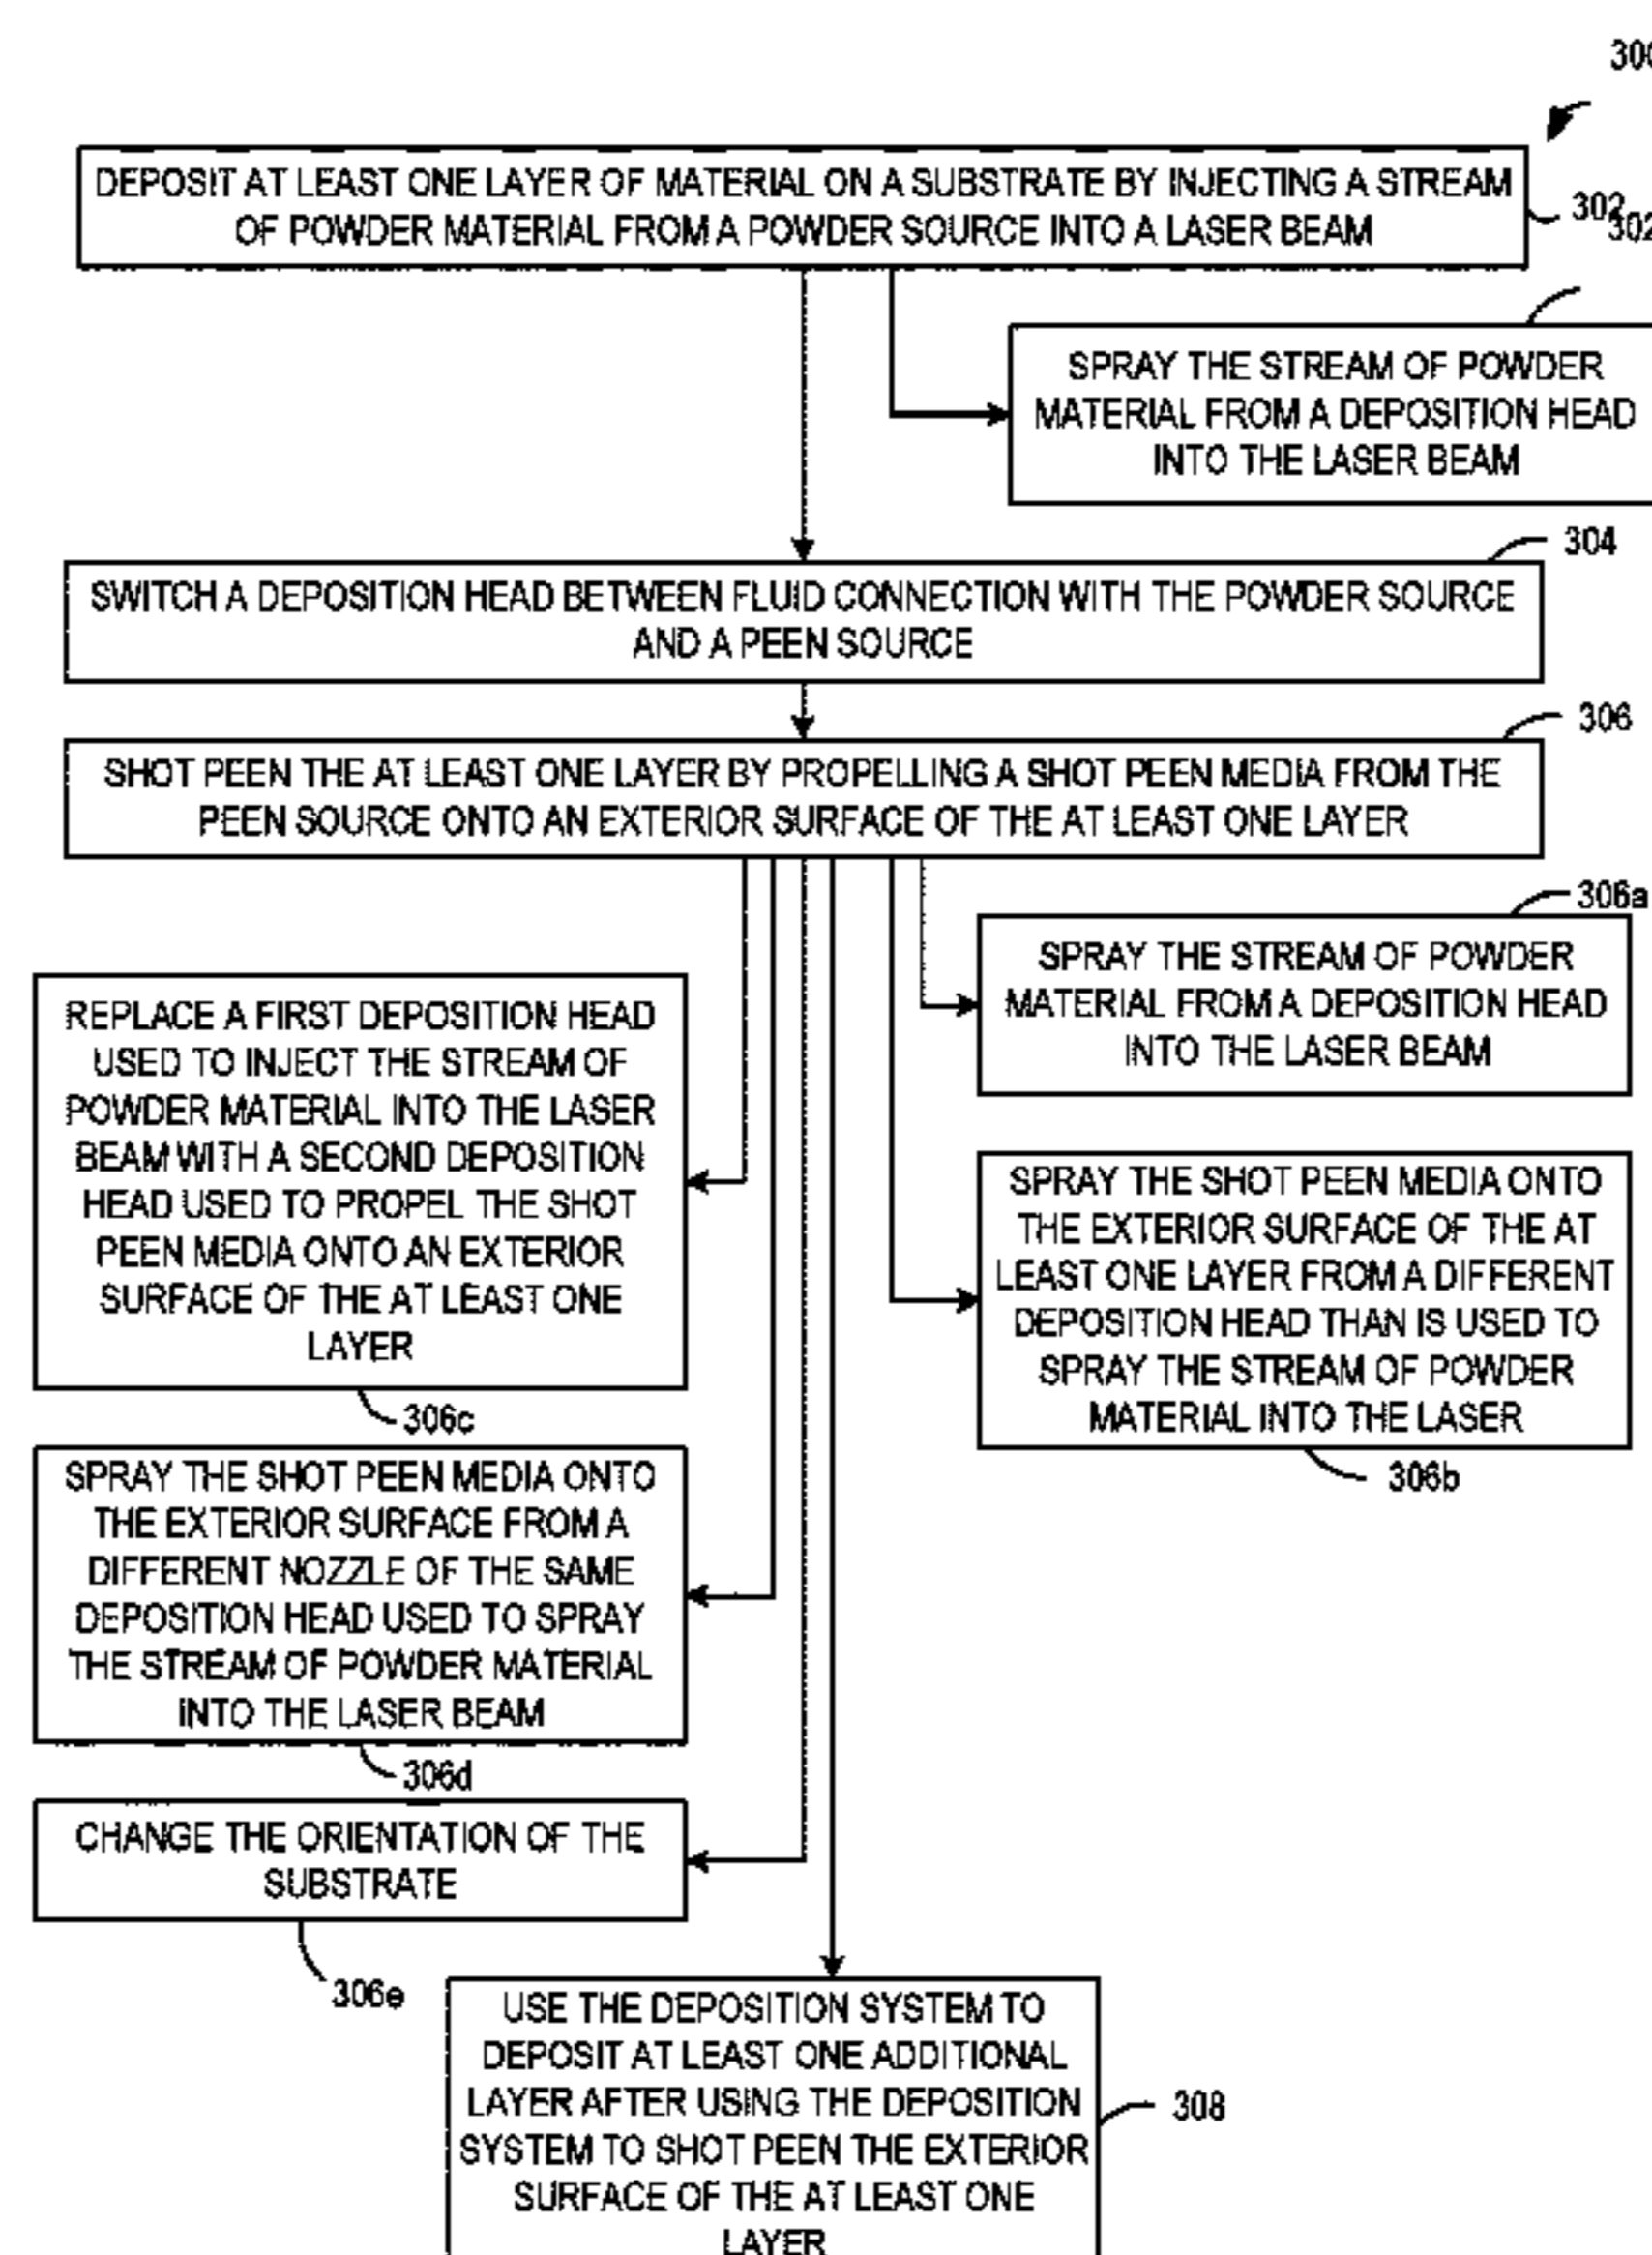 300
DEPOSIT AT LEAST ONE LAYER OF MATERIAL ON A SUBSTRATE BY INJECTING A STREAM
OF POWDER MATERIAL FROM A POWDER SOURCE INTO A LASER BEAM
302
302
SPRAY THE STREAM OF POWDER
MATERIAL FROM A DEPOSITION HEAD
INTO THE LASER BEAM
304
SWITCH A DEPOSITION HEAD BETWEEN FLUID CONNECTION WITH THE POWDER SOURCE
AND A PEEN SOURCE
306
SHOT PEEN THE AT LEAST ONE LAYER BY PROPELLING A SHOT PEEN MEDIA FROM THE
PEEN SOURCE ONTO AN EXTERIOR SURFACE OF THE AT LEAST ONE LAYER
306a
SPRAY THE STREAM OF POWDER
MATERIAL FROM A DEPOSITION HEAD
INTO THE LASER BEAM
REPLACE A FIRST DEPOSITION HEAD
USED TO INJECT THE STREAM OF
POWDER MATERIAL INTO THE LASER
BEAM WITH A SECOND DEPOSITION
HEAD USED TO PROPEL THE SHOT
PEEN MEDIA ONTO AN EXTERIOR
SURFACE OF THE AT LEAST ONE
LAYER
306c
SPRAY THE SHOT PEEN MEDIA ONTO
THE EXTERIOR SURFACE OF THE AT
LEAST ONE LAYER FROM A DIFFERENT
DEPOSITION HEAD THAN IS USED TO
SPRAY THE STREAM OF POWDER
MATERIAL INTO THE LASER
306b
SPRAY THE SHOT PEEN MEDIA ONTO
THE EXTERIOR SURFACE FROM A
DIFFERENT NOZZLE OF THE SAME
DEPOSITION HEAD USED TO SPRAY
THE STREAM OF POWDER MATERIAL
INTO THE LASER BEAM
306d
CHANGE THE ORIENTATION OF THE
SUBSTRATE
306e
USE THE DEPOSITION SYSTEM TO
DEPOSIT AT LEAST ONE ADDITIONAL
LAYER AFTER USING THE DEPOSITION
SYSTEM TO SHOT PEEN THE EXTERIOR
SURFACE OF THE AT LEAST ONE
LAYER
308